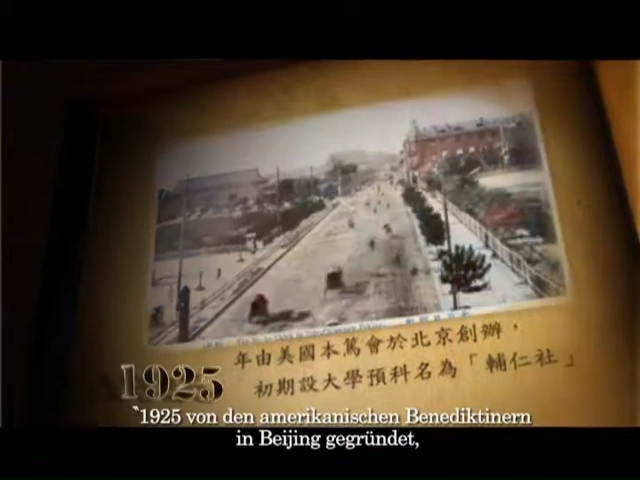 年由美國本篤會於北京創辦，
1925 初期設大學預科名為「輔仁社」
"1925 von den amerikanischen Benediktinern
in Beijing gegründet,